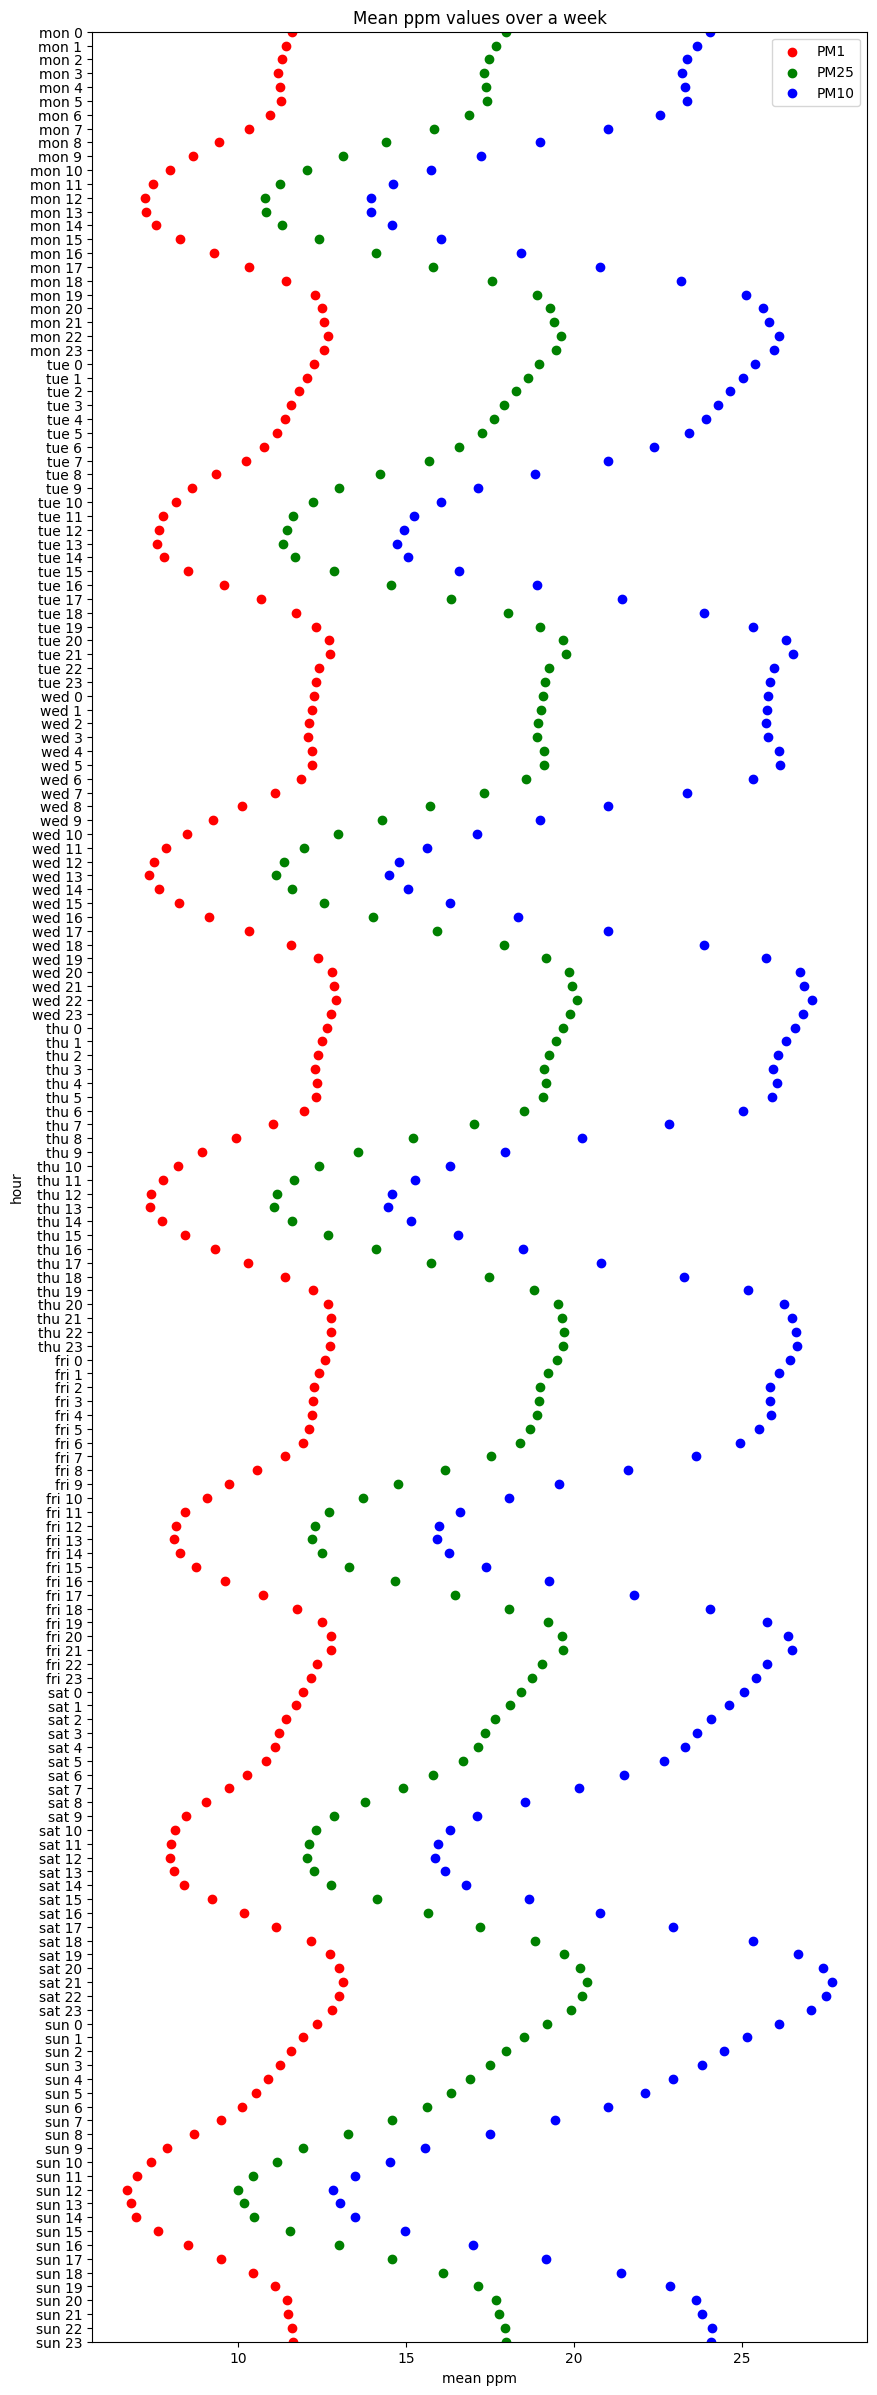 Mean ppm values over a week
PM1
PM25
PM10
mon 0
mon 1
mon 2
mon 3
mon 4
mon 5
mon 6
mon 7
mon 8
mon 9
mon 10
mon 11
mon 12
mon 13
mon 14
mon 15
mon 16
mon 17
mon 18
mon 19
mon 20
mon 21
mon 22
mon 23
tue 0
tue 1
tue 2
tue 3
tue 4
tue 5
tue 6
tue 7
tue 8
tue 9
tue 10
tue 11
tue 12
tue 13
tue 14
tue 15
tue 16
tue 17
tue 18
tue 19
tue 20
tue 21
tue 22
tue 23
wed 0
wed 1
wed 2
wed 3
wed 4
wed 5
wed 6
wed 7
wed 8
wed 9
wed 10
wed 11
wed 12
wed 13
wed 14
wed 15
wed 16
wed 17
wed 18
wed 19
wed 20
wed 21
wed 22
wed 23
thu 0
thu 1
thu 2
thu 3
thu 4
thu 5
thu 6
thu 7
thu 8
thu 9
thu 10
thu 11
thu 12
thu 13
thu 14
thu 15
thu 16
thu 17
thu 18
thu 19
thu 20
thu 21
thu 22
thu 23
fri 0
fri 1
fri 2
fri 3
fri 4
fri 5
fri 6
fri 7
fri 8
fri 9
fri 10
fri 11
fri 12
fri 13
fri 14
fri 15
fri 16
fri 17
fri 18
fri 19
fri 20
fri 21
fri 22
fri 23
sat 0
sat 1
sat 2
sat 3
sat 4
sat 5
sat 6
sat 7
sat 8
sat 9
sat 10
sat 11
sat 12
sat 13
sat 14
sat 15
sat 16
sat 17
sat 18
sat 19
sat 20
sat 21
sat 22
sat 23
sun 0
sun 1
sun 2
sun 3
sun 4
sun 5
sun 6
sun 7
sun 8
sun 9
sun 10
sun 11
sun 12
sun 13
sun 14
sun 15
sun 16
sun 17
sun 18
sun 19
sun 20
sun 21
sun 22
sun 23
hour
10 15 20 25
mean ppm